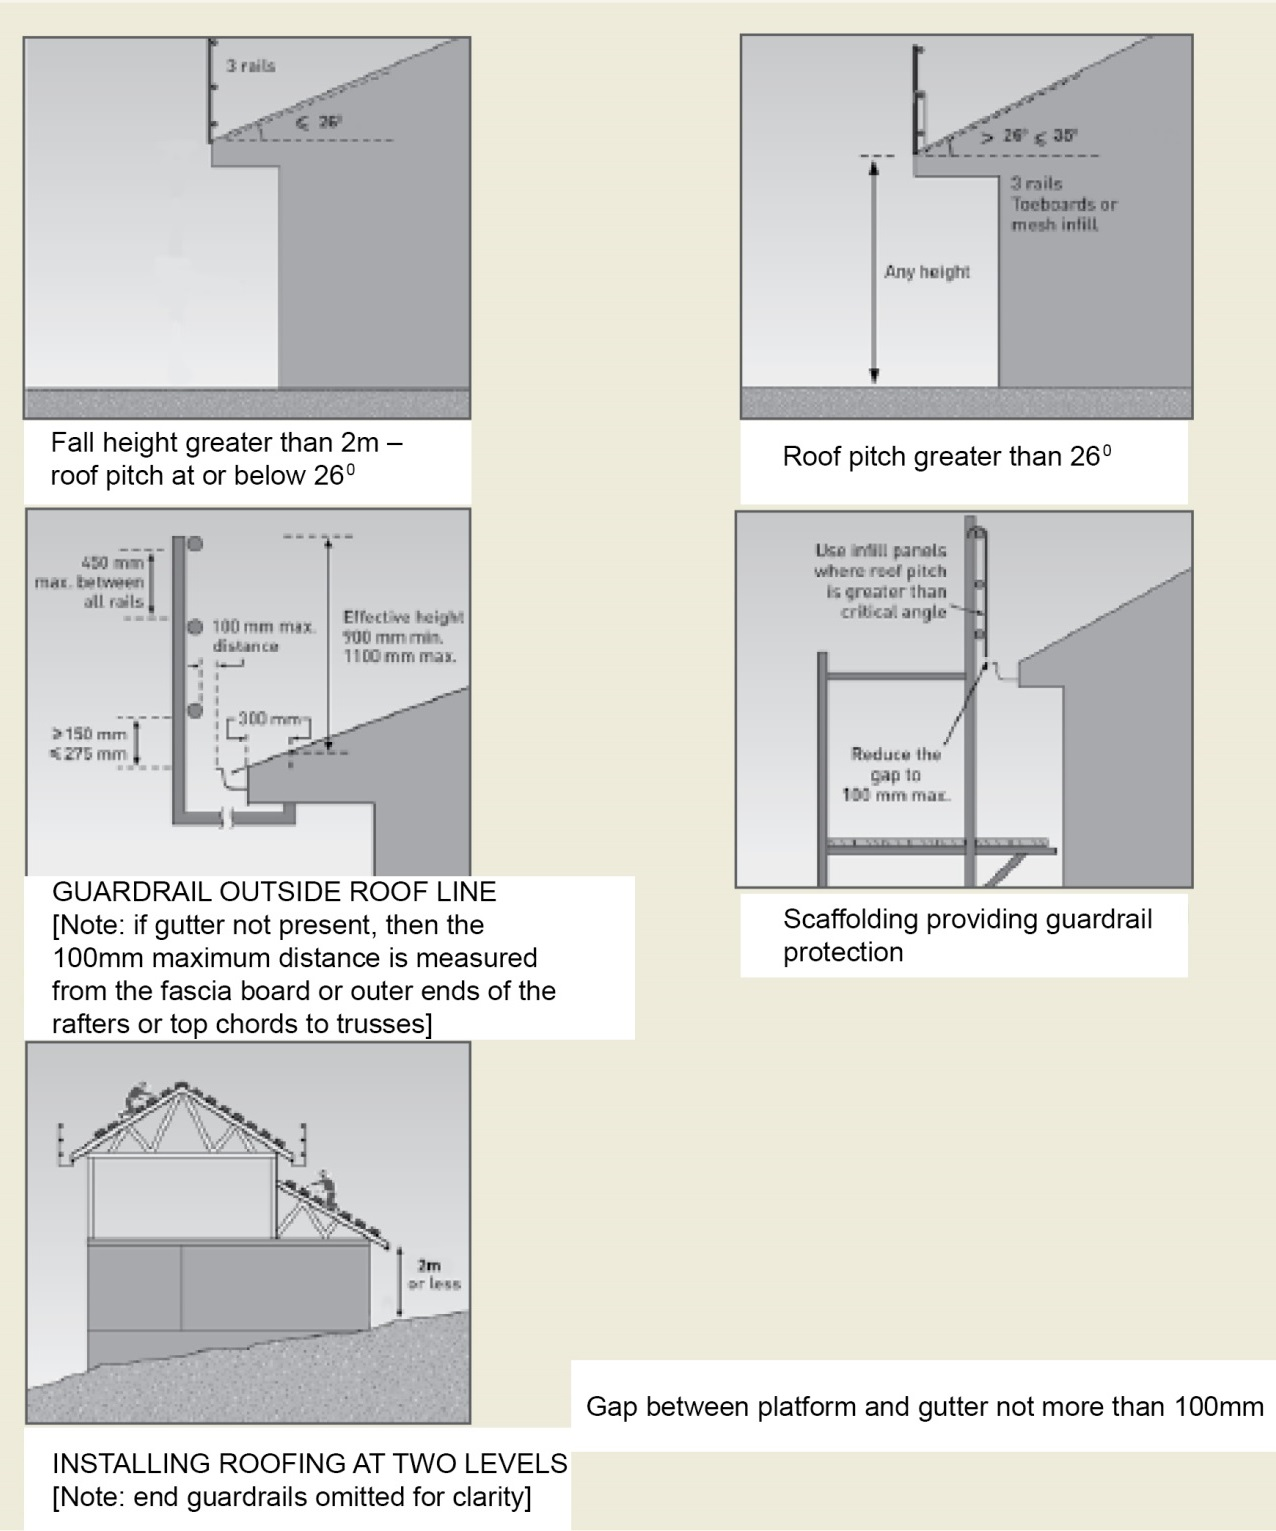 3 rails
⩽ 26⁰
Fall height greater than 2m –
roof pitch at or below 26⁰
> 26⁰ ⩽ 35⁰
3 rails
Toeboards or
mesh infill
Any height
Roof pitch greater than 26⁰
450 mm
max. between
all rails
100 mm max.
distance
Effective height
900 mm min.
1100 mm max.
300 mm
⩾150 mm
⩽275 mm
GUARDRAIL OUTSIDE ROOF LINE
[Note: if gutter not present, then the
100mm maximum distance is measured
from the fascia board or outer ends of the
rafters or top chords to trusses]
Use infill panels
where roof pitch
is greater than
critical angle
Reduce the
gap to
100 mm max.
Scaffolding providing guardrail
protection
2m
or less
Gap between platform and gutter not more than 100mm
INSTALLING ROOFING AT TWO LEVELS
[Note: end guardrails omitted for clarity]